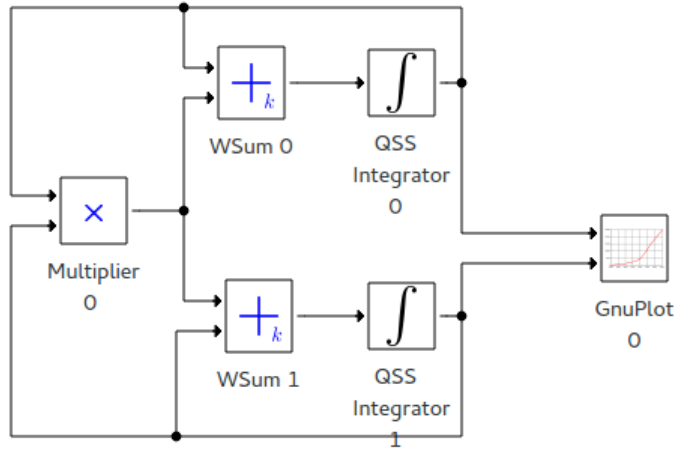 +k
∫
WSum 0
QSS
Integrator
0
×
Multiplier
0
+k
∫
WSum 1
QSS
Integrator
1
GnuPlot
0